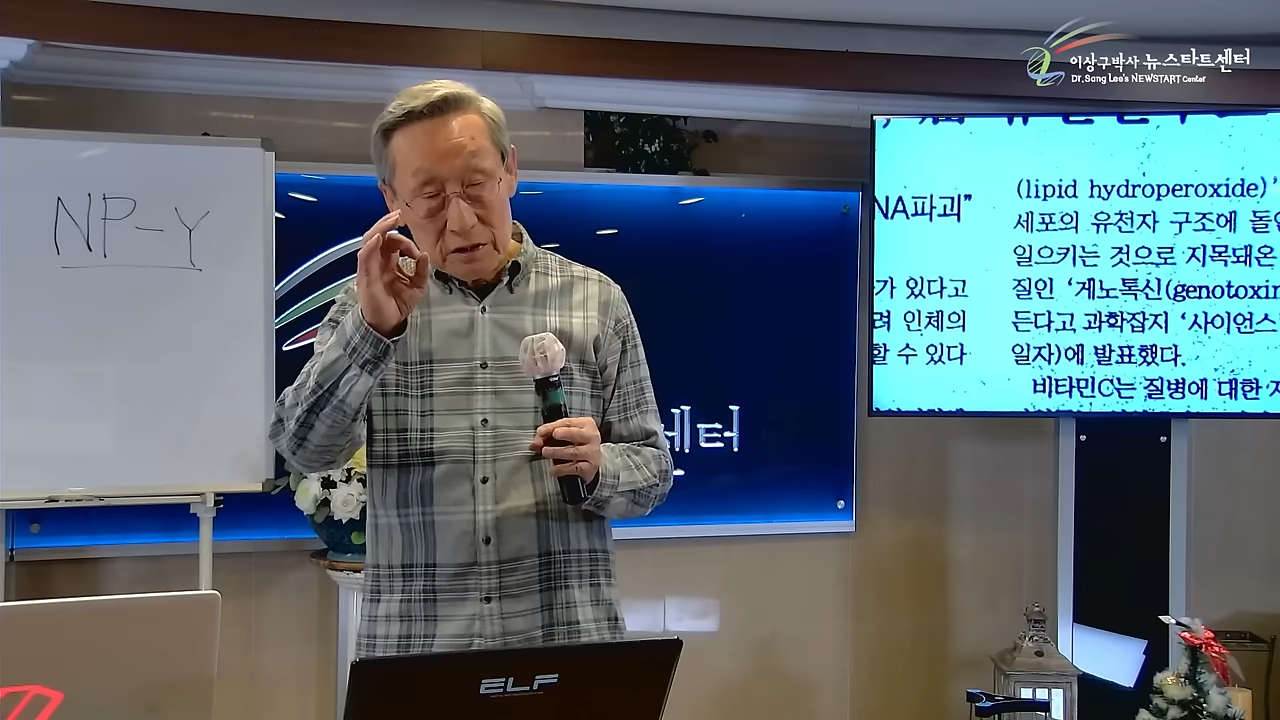 이상구박사 뉴스타트센터
Dr. Sang Lee's NEWSTART Center
NP-Y
NA파괴"
가 있다고
려 인체의
할 수 있다
(lipid hydroperoxide)'
세포의 유전자 구조에 돌
일으키는 것으로 지목돼온
질인 '게노톡신(genotoxin
든다고 과학잡지 '사이언스
일자)에 발표했다.
비타민C는 질병에 대한
센터
ELF